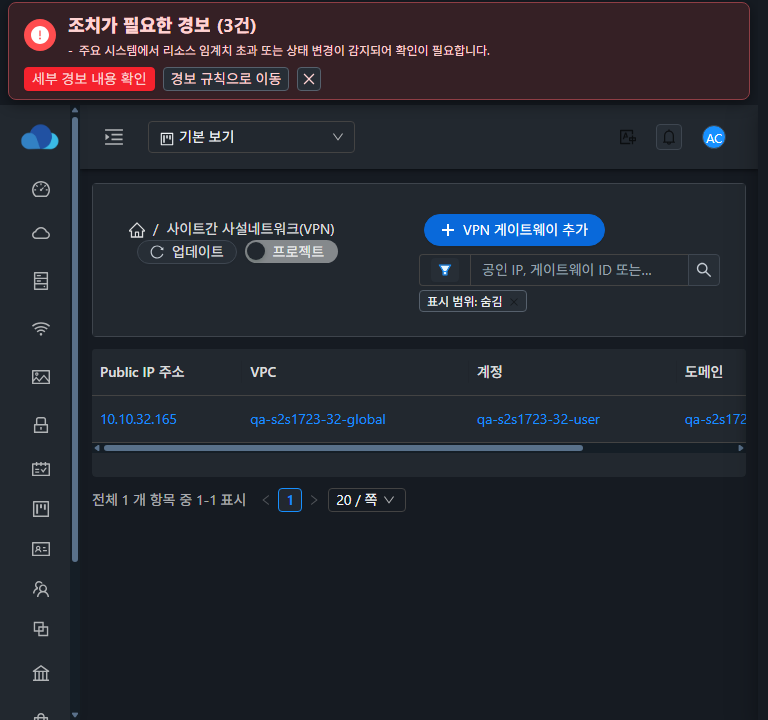 조치가 필요한 경보 (3건)
- 주요 시스템에서 리소스 임계치 초과 또는 상태 변경이 감지되어 확인이 필요합니다.
세부 경보 내용 확인 경보 규칙으로 이동
기본 보기
AC
/ 사이트간 사설네트워크(VPN)
업데이트 프로젝트
VPN 게이트웨이 추가
공인 IP, 게이트웨이 ID 또는...
표시 범위: 숨김
Public IP 주소 VPC 계정 도메인
10.10.32.165 qa-s2s1723-32-global qa-s2s1723-32-user qa-s2s172
전체 1 개 항목 중 1-1 표시 < 1 > 20 / 쪽